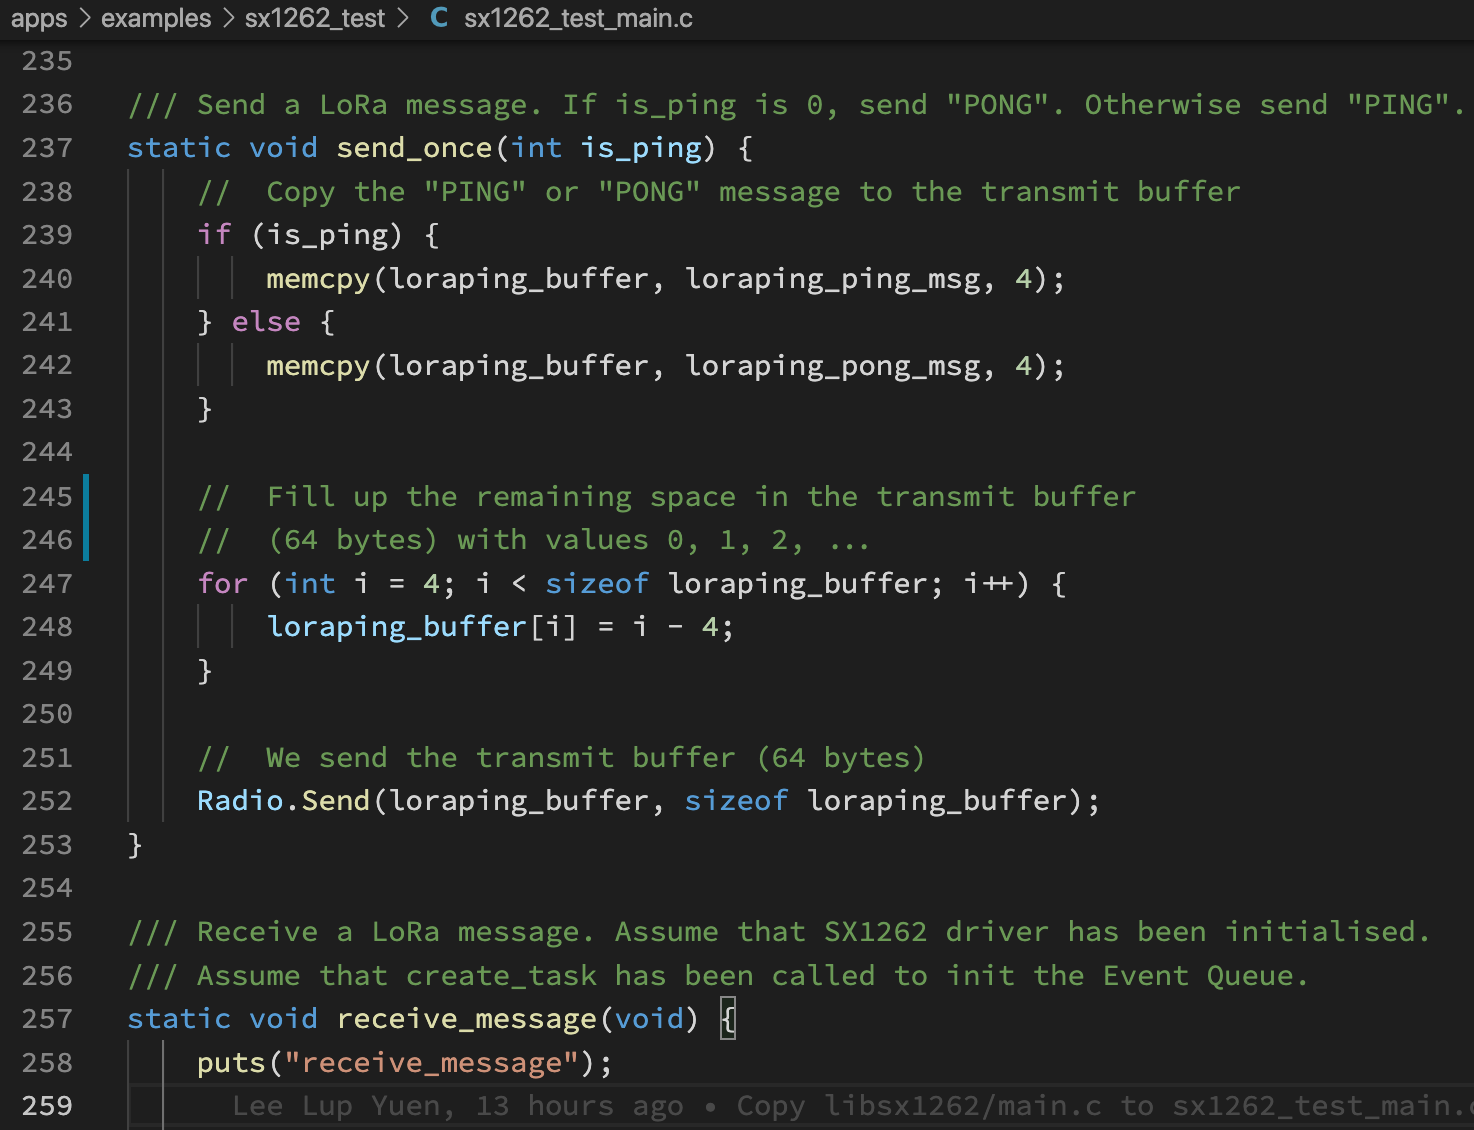 apps > examples > sx1262_test > C sx1262_test_main.c
235
236 /// Send a LoRa message. If is_ping is 0, send "PONG". Otherwise send "PING".
237 static void send_once(int is_ping) {
238 //  Copy the "PING" or "PONG" message to the transmit buffer
239 if (is_ping) {
240 memcpy(loraping_buffer, loraping_ping_msg, 4);
241 } else {
242 memcpy(loraping_buffer, loraping_pong_msg, 4);
243 }
244
245 //  Fill up the remaining space in the transmit buffer
246 //  (64 bytes) with values 0, 1, 2, ...
247 for (int i = 4; i < sizeof loraping_buffer; i++) {
248 loraping_buffer[i] = i - 4;
249 }
250
251 //  We send the transmit buffer (64 bytes)
252 Radio.Send(loraping_buffer, sizeof loraping_buffer);
253 }
254
255 /// Receive a LoRa message. Assume that SX1262 driver has been initialised.
256 /// Assume that create_task has been called to init the Event Queue.
257 static void receive_message(void) {
258 puts("receive_message");
259 Lee Lup Yuen, 13 hours ago • Copy libsx1262/main.c to sx1262_test_main.c